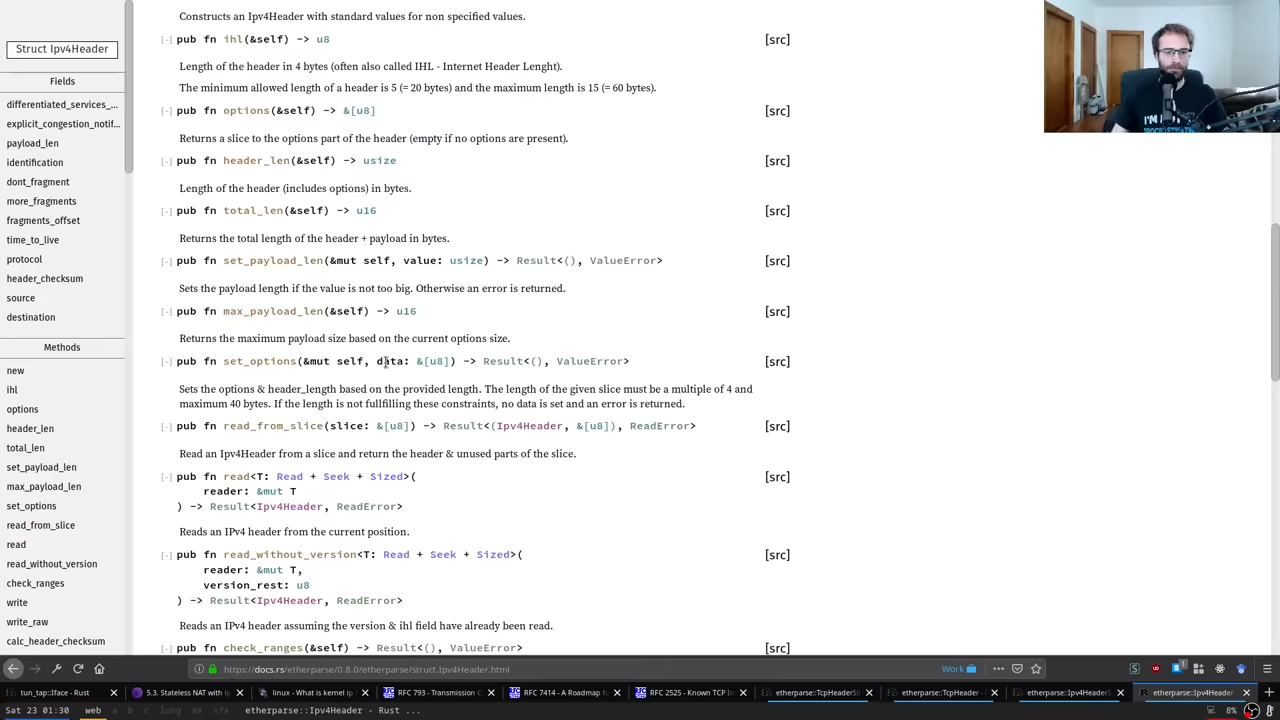 Struct Ipv4Header
Fields
differentiated_services_…
explicit_congestion_notif…
payload_len
identification
dont_fragment
more_fragments
fragments_offset
time_to_live
protocol
header_checksum
source
destination
Methods
new
ihl
options
header_len
total_len
set_payload_len
max_payload_len
set_options
read_from_slice
read
read_without_version
check_ranges
write
write_raw
calc_header_checksum
Constructs an Ipv4Header with standard values for non specified values.
[-] pub fn ihl(&self) -> u8 [src]
Length of the header in 4 bytes (often also called IHL - Internet Header Lenght).
The minimum allowed length of a header is 5 (= 20 bytes) and the maximum length is 15 (= 60 bytes).
[-] pub fn options(&self) -> &[u8] [src]
Returns a slice to the options part of the header (empty if no options are present).
[-] pub fn header_len(&self) -> usize [src]
Length of the header (includes options) in bytes.
[-] pub fn total_len(&self) -> u16 [src]
Returns the total length of the header + payload in bytes.
[-] pub fn set_payload_len(&mut self, value: usize) -> Result<(), ValueError> [src]
Sets the payload length if the value is not too big. Otherwise an error is returned.
[-] pub fn max_payload_len(&self) -> u16 [src]
Returns the maximum payload size based on the current options size.
[-] pub fn set_options(&mut self, data: &[u8]) -> Result<(), ValueError> [src]
Sets the options & header_length based on the provided length. The length of the given slice must be a multiple of 4 and
maximum 40 bytes. If the length is not fullfilling these constraints, no data is set and an error is returned.
[-] pub fn read_from_slice(slice: &[u8]) -> Result<(Ipv4Header, &[u8]), ReadError> [src]
Read an Ipv4Header from a slice and return the header & unused parts of the slice.
[-] pub fn read<T: Read + Seek + Sized>( [src]
reader: &mut T
) -> Result<Ipv4Header, ReadError>
Reads an IPv4 header from the current position.
[-] pub fn read_without_version<T: Read + Seek + Sized>( [src]
reader: &mut T,
version_rest: u8
) -> Result<Ipv4Header, ReadError>
Reads an IPv4 header assuming the version & ihl field have already been read.
[-] pub fn check_ranges(&self) -> Result<(), ValueError> [src]
https://docs.rs/etherparse/0.8.0/etherparse/struct.Ipv4Header.html Work
tun_tap::Iface - Rust 5.3. Stateless NAT with ip linux - What is kernel ip RFC 793 - Transmission C RFC 7414 - A Roadmap fo RFC 2525 - Known TCP Im etherparse::TcpHeaderSl etherparse::TcpHeader - etherparse::Ipv4HeaderS etherparse::Ipv4Header
Sat 23 01:30 web a b c lung mx sfx etherparse::Ipv4Header - Rust ... 8%